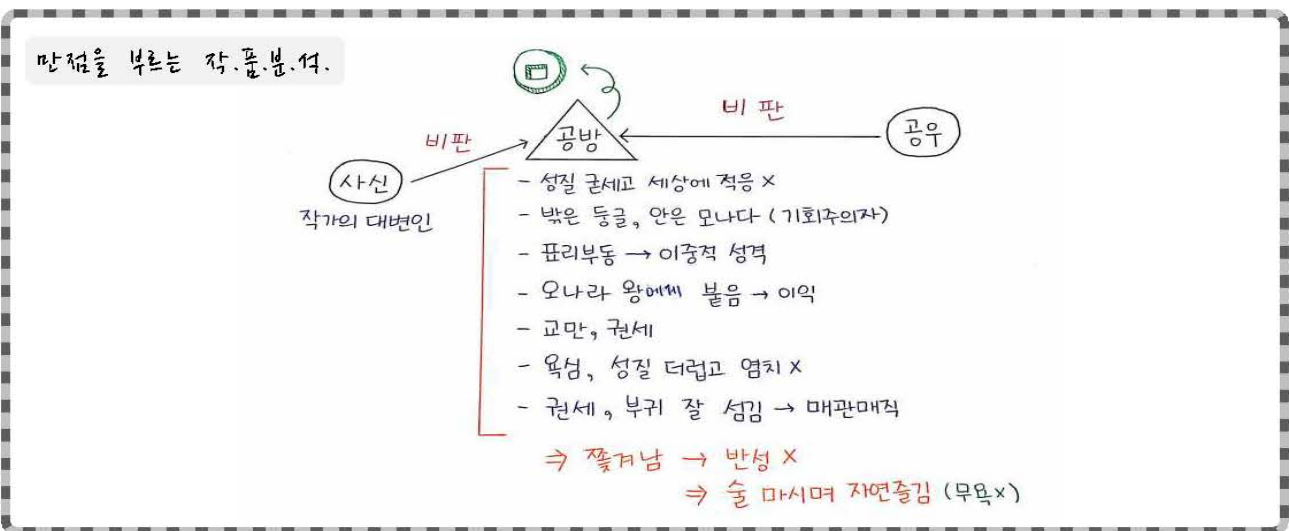 만점을 부르는 작.품.분.석.
비판
비판
공방
공우
사신
작가의 대변인
- 성질 굳세고 세상에 적응 X
- 밖은 둥글, 안은 모나다 (기회주의자)
- 표리부동 → 이중적 성격
- 오나라 왕에게 붙음 → 이익
- 교만, 권세
- 욕심, 성질 더럽고 염치 X
- 권세, 부귀 잘 섬김 → 매관매직
⇒ 쫓겨남 → 반성 X
⇒ 술 마시며 자연즐김 (무욕X)